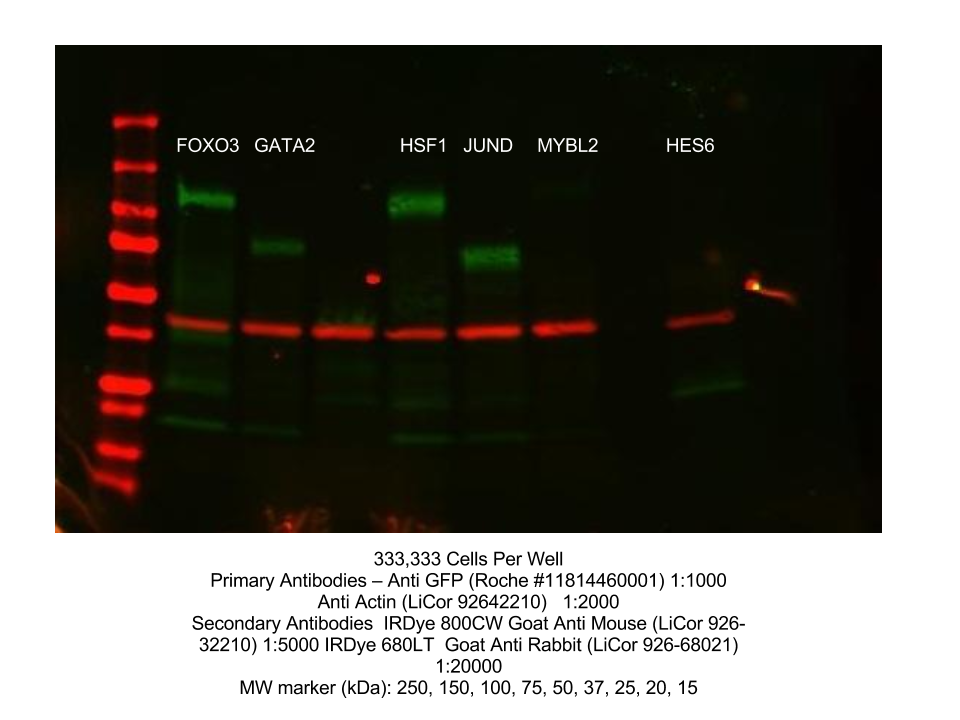 FOXO3 GATA2 HSF1 JUND MYBL2 HES6
333,333 Cells Per Well
Primary Antibodies – Anti GFP (Roche #11814460001) 1:1000
Anti Actin (LiCor 92642210) 1:2000
Secondary Antibodies IRDye 800CW Goat Anti Mouse (LiCor 926-
32210) 1:5000 IRDye 680LT Goat Anti Rabbit (LiCor 926-68021)
1:20000
MW marker (kDa): 250, 150, 100, 75, 50, 37, 25, 20, 15